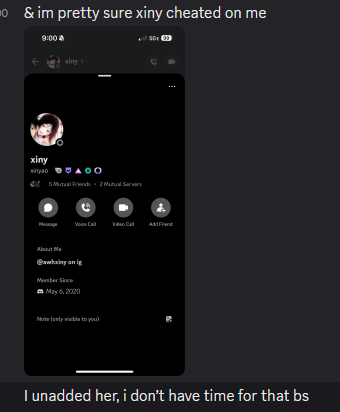 & im pretty sure xiny cheated on me
9:00
5G 93
xiny
xiny
xinyao
5 Mutual Friends • 2 Mutual Servers
Message Voice Call Video Call Add Friend
About Me
@awhxiny on ig
Member Since
May 6, 2020
Note (only visible to you)
I unadded her, i don't have time for that bs